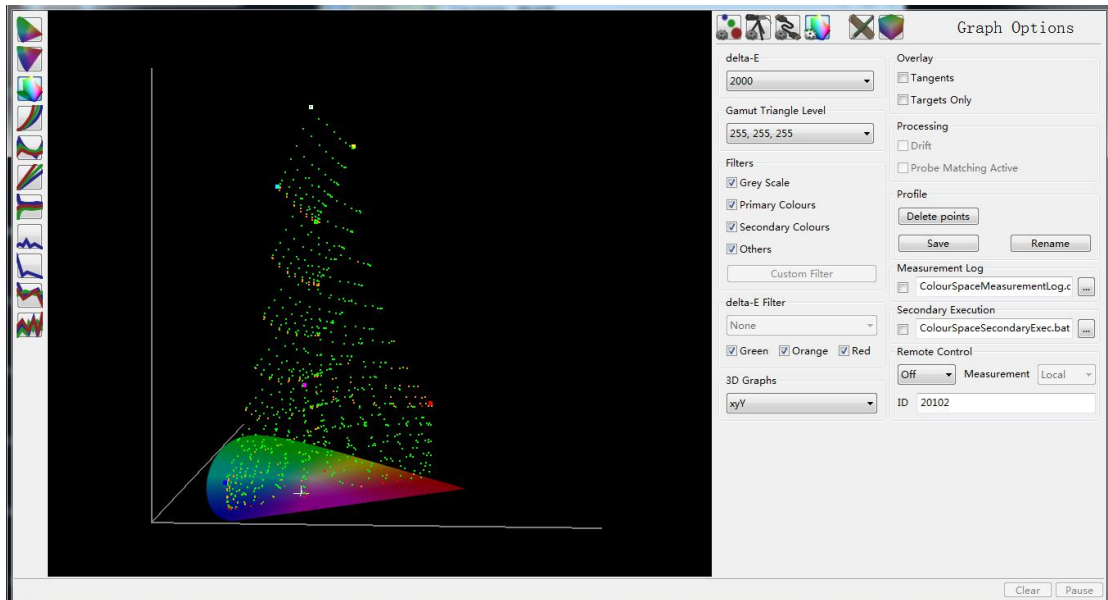 Graph Options
delta-E
2000
Gamut Triangle Level
255, 255, 255
Filters
Grey Scale
Primary Colours
Secondary Colours
Others
Custom Filter
delta-E Filter
None
Green Orange Red
3D Graphs
xyY
Overlay
Tangents
Targets Only
Processing
Drift
Probe Matching Active
Profile
Delete points
Save Rename
Measurement Log
ColourSpaceMeasurementLog.c ...
Secondary Execution
ColourSpaceSecondaryExec.bat ...
Remote Control
Off Measurement Local
ID 20102
Clear Pause